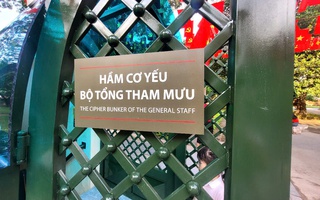 HẦM CƠ YẾU
BỘ TỔNG THAM MƯU
THE CIPHER BUNKER OF THE GENERAL STAFF